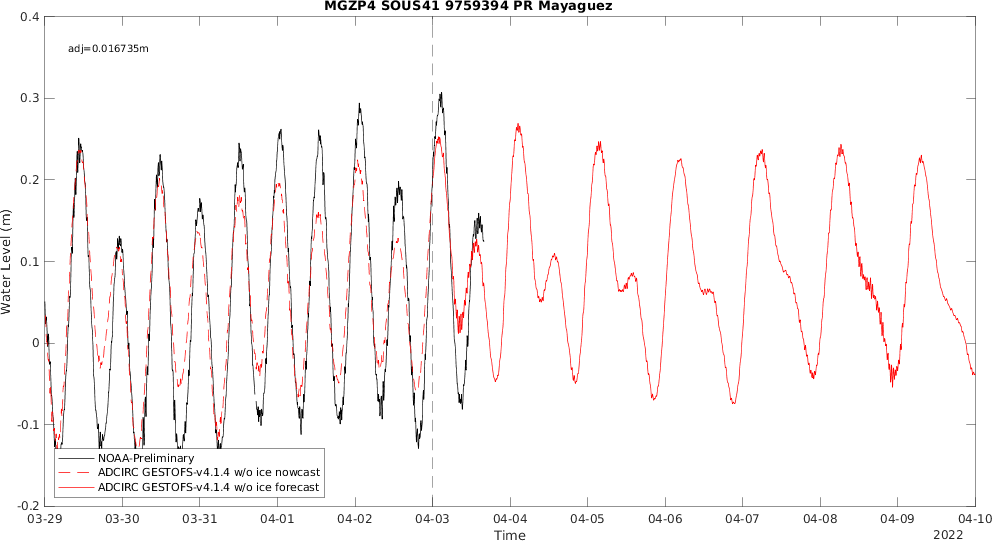 MGZP4 SOUS41 9759394 PR Mayaguez
adj=0.016735m
0.4
0.3
0.2
0.1
0
-0.1
-0.2
Water Level (m)
NOAA-Preliminary
ADCIRC GESTOFS-v4.1.4 w/o ice nowcast
ADCIRC GESTOFS-v4.1.4 w/o ice forecast
03-29 03-30 03-31 04-01 04-02 04-03 04-04 04-05 04-06 04-07 04-08 04-09 04-10
Time
2022